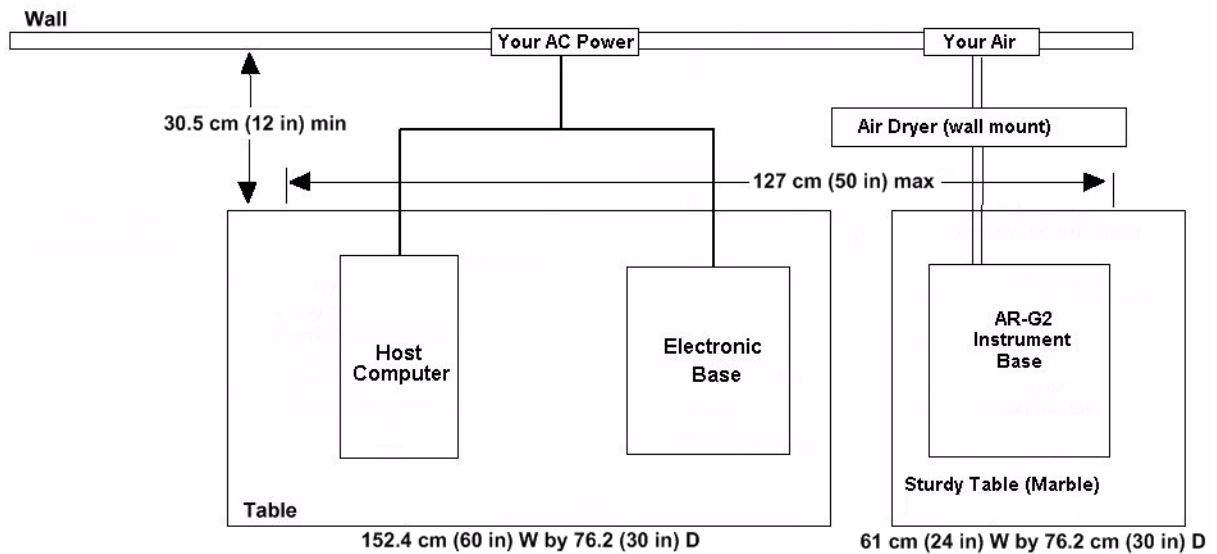 Wall
Your AC Power
Your Air
30.5 cm (12 in) min
Air Dryer (wall mount)
127 cm (50 in) max
Host
Computer
Electronic
Base
AR-G2
Instrument
Base
Sturdy Table (Marble)
Table
152.4 cm (60 in) W by 76.2 (30 in) D
61 cm (24 in) W by 76.2 cm (30 in) D